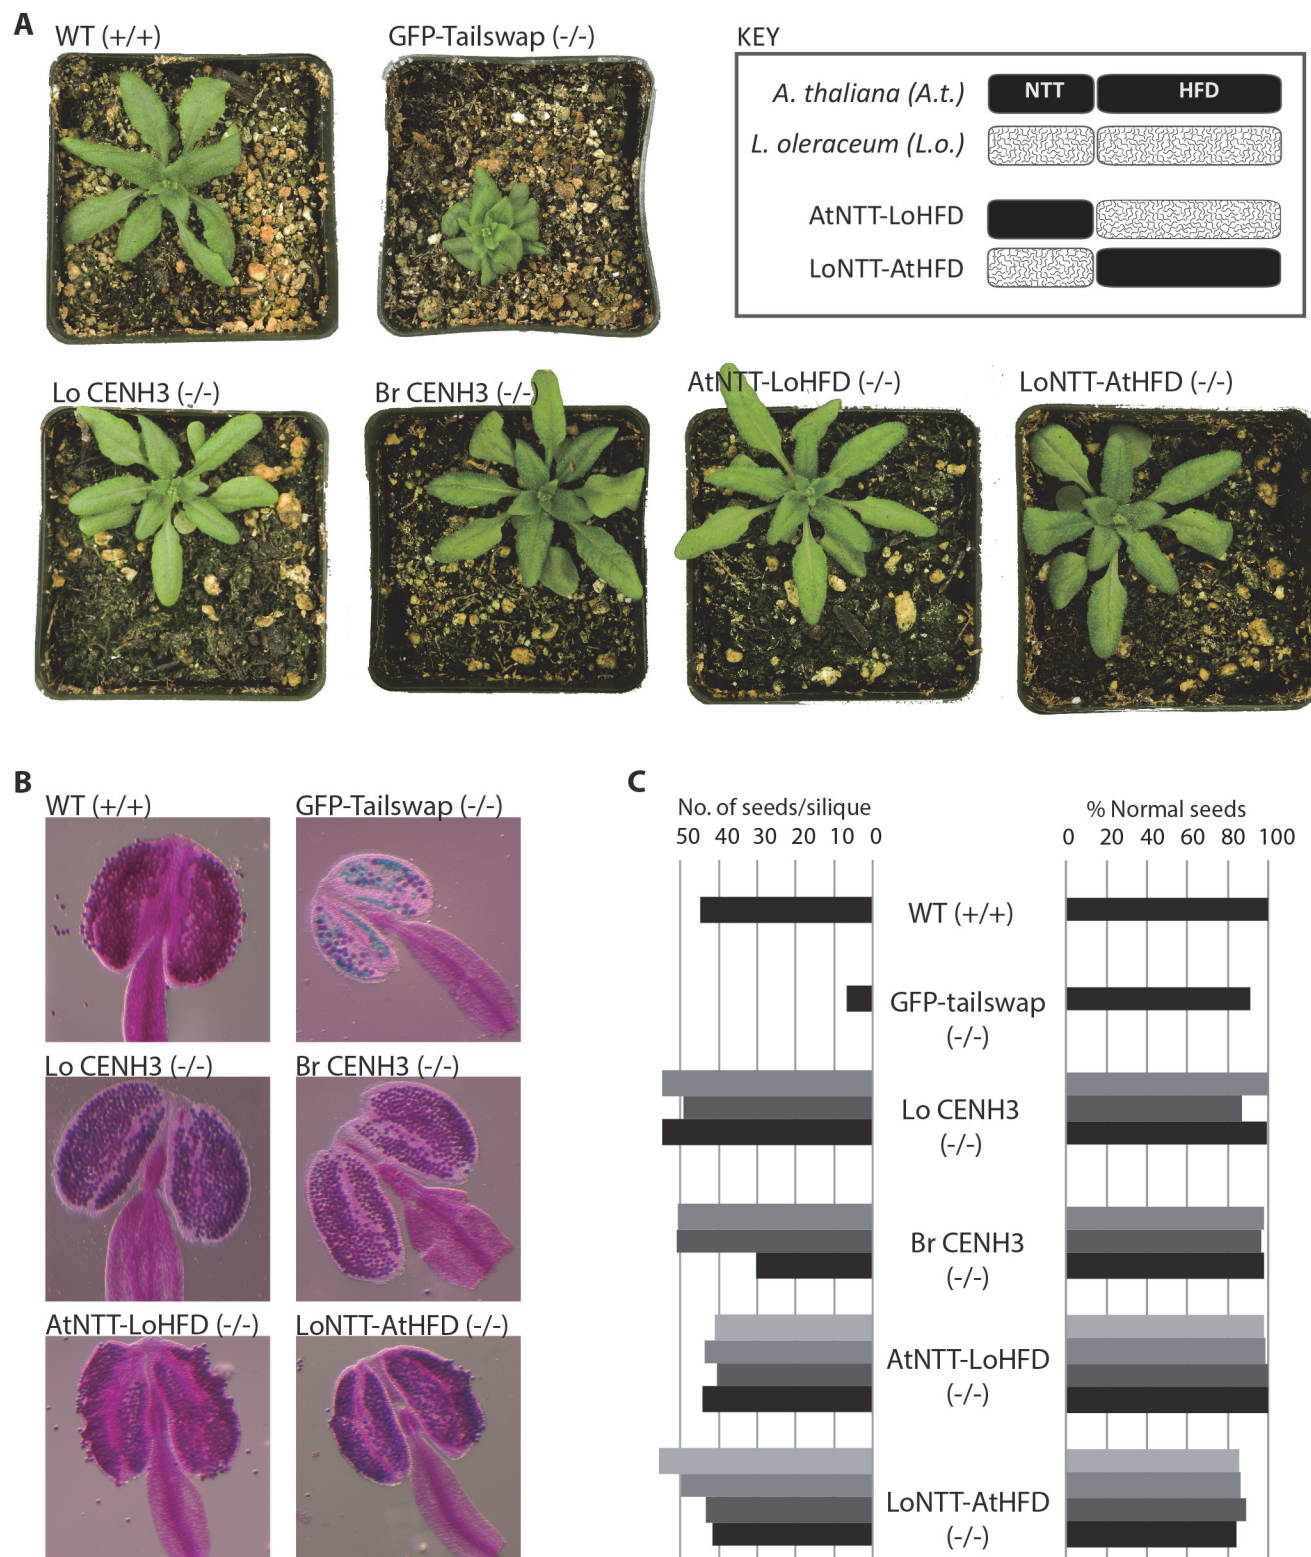 A
WT (+/+)
GFP-Tailswap (-/-)
KEY
A. thaliana (A.t.)
NTT
HFD
L. oleraceum (L.o.)
AtNTT-LoHFD
LoNTT-AtHFD
Lo CENH3 (-/-)
Br CENH3 (-/-)
AtNTT-LoHFD (-/-)
LoNTT-AtHFD (-/-)
B
WT (+/+)
GFP-Tailswap (-/-)
Lo CENH3 (-/-)
Br CENH3 (-/-)
AtNTT-LoHFD (-/-)
LoNTT-AtHFD (-/-)
C
No. of seeds/silique
50 40 30 20 10 0
% Normal seeds
0 20 40 60 80 100
WT (+/+)
GFP-tailswap
(-/-)
Lo CENH3
(-/-)
Br CENH3
(-/-)
AtNTT-LoHFD
(-/-)
LoNTT-AtHFD
(-/-)